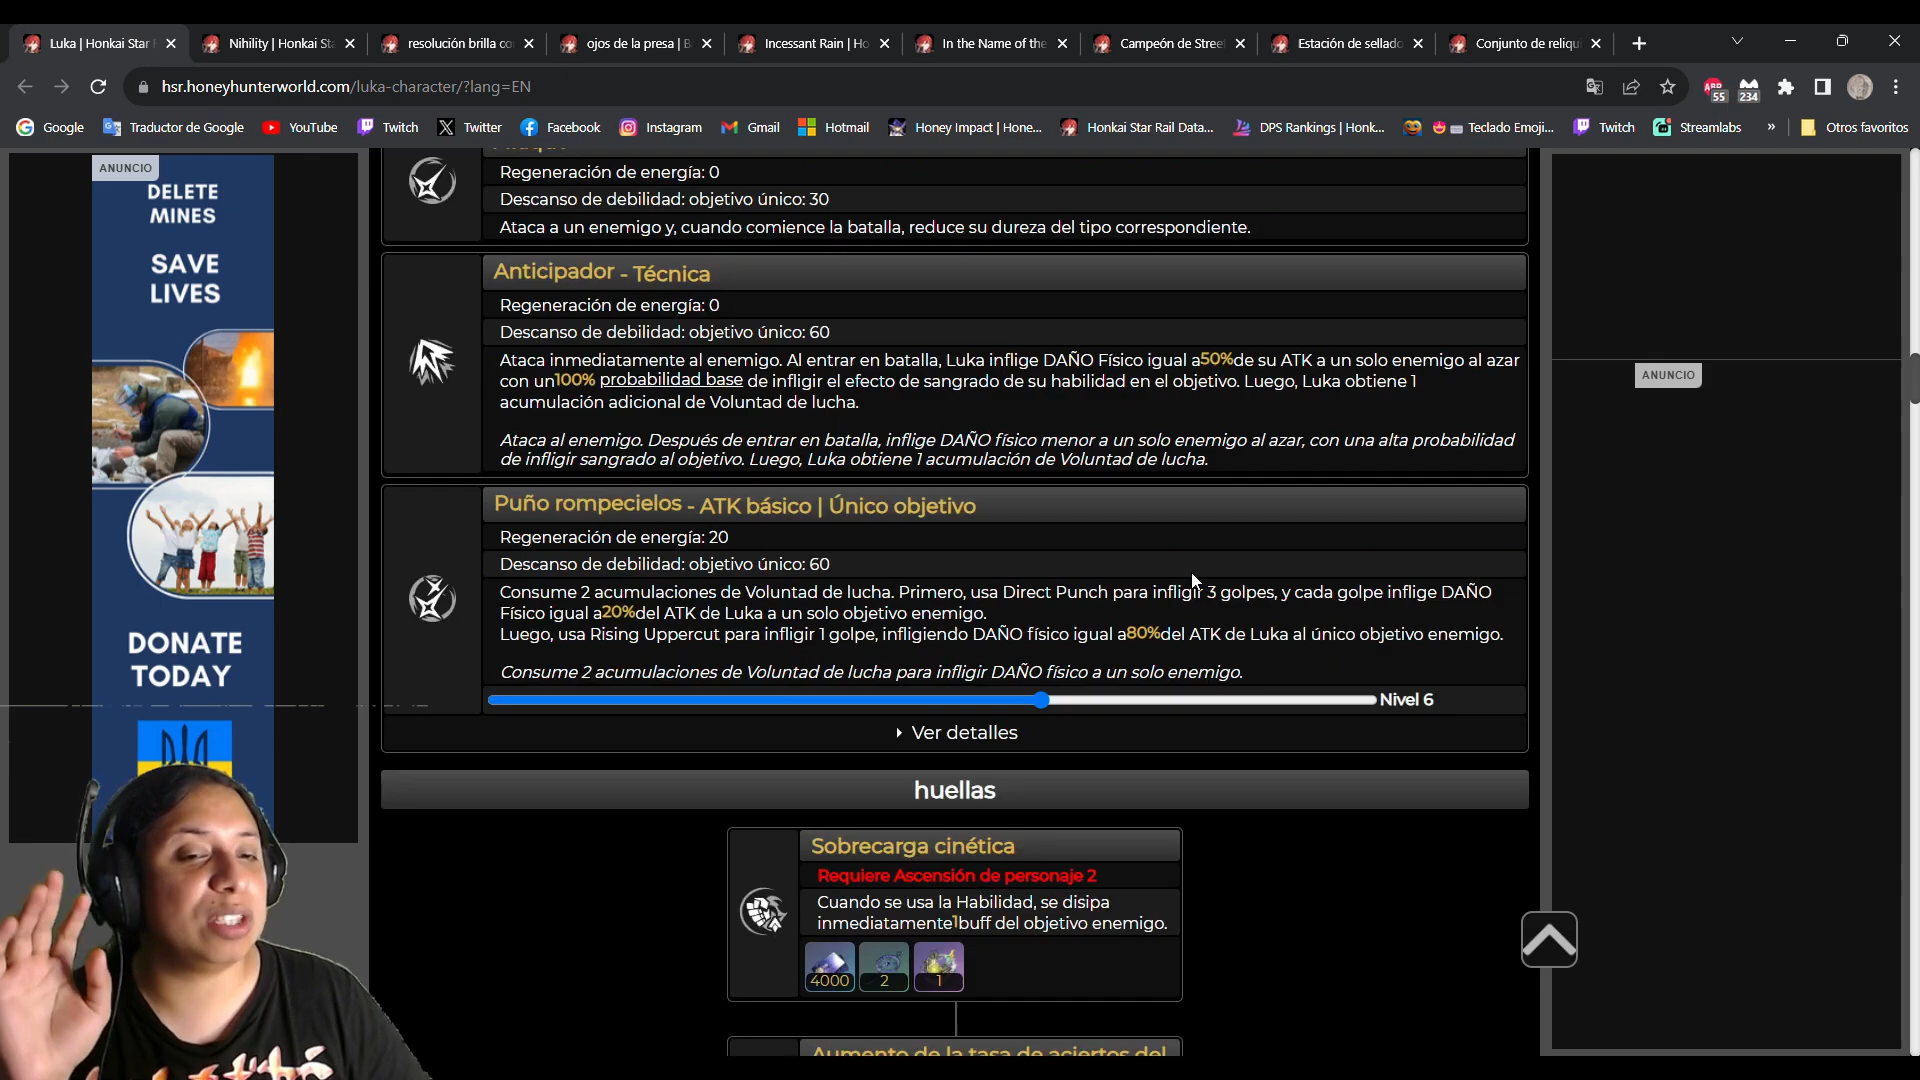 Luka | Honkai Star
Nihility | Honkai St
resolución brilla co
ojos de la presa | B
Incessant Rain | Ho
In the Name of the
Campeón de Stree
Estación de sellado
Conjunto de reliqu
hsr.honeyhunterworld.com/luka-character/?lang=EN
ABP
55
234
Google
Traductor de Google
YouTube
Twitch
Twitter
Facebook
Instagram
Gmail
Hotmail
Honey Impact | Hone...
Honkai Star Rail Data...
DPS Rankings | Honk...
Teclado Emoji...
Twitch
Streamlabs
»
Otros favoritos
ANUNCIO
DELETE
MINES
SAVE
LIVES
DONATE
TODAY
Regeneración de energía: 0
Descanso de debilidad: objetivo único: 30
Ataca a un enemigo y, cuando comience la batalla, reduce su dureza del tipo correspondiente.
Anticipador - Técnica
Regeneración de energía: 0
Descanso de debilidad: objetivo único: 60
Ataca inmediatamente al enemigo. Al entrar en batalla, Luka inflige DAÑO Físico igual a50%de su ATK a un solo enemigo al azar
con un100% probabilidad base de infligir el efecto de sangrado de su habilidad en el objetivo. Luego, Luka obtiene 1
acumulación adicional de Voluntad de lucha.
Ataca al enemigo. Después de entrar en batalla, inflige DAÑO físico menor a un solo enemigo al azar, con una alta probabilidad
de infligir sangrado al objetivo. Luego, Luka obtiene 1 acumulación de Voluntad de lucha.
Puño rompecielos - ATK básico | Único objetivo
Regeneración de energía: 20
Descanso de debilidad: objetivo único: 60
Consume 2 acumulaciones de Voluntad de lucha. Primero, usa Direct Punch para infligir 3 golpes, y cada golpe inflige DAÑO
Físico igual a20%del ATK de Luka a un solo objetivo enemigo.
Luego, usa Rising Uppercut para infligir 1 golpe, infligiendo DAÑO físico igual a80%del ATK de Luka al único objetivo enemigo.
Consume 2 acumulaciones de Voluntad de lucha para infligir DAÑO físico a un solo enemigo.
Nivel 6
Ver detalles
huellas
Sobrecarga cinética
Requiere Ascensión de personaje 2
Cuando se usa la Habilidad, se disipa
inmediatamente1buff del objetivo enemigo.
4000
2
1
Aumento de la tasa de aciertos del
ANUNCIO